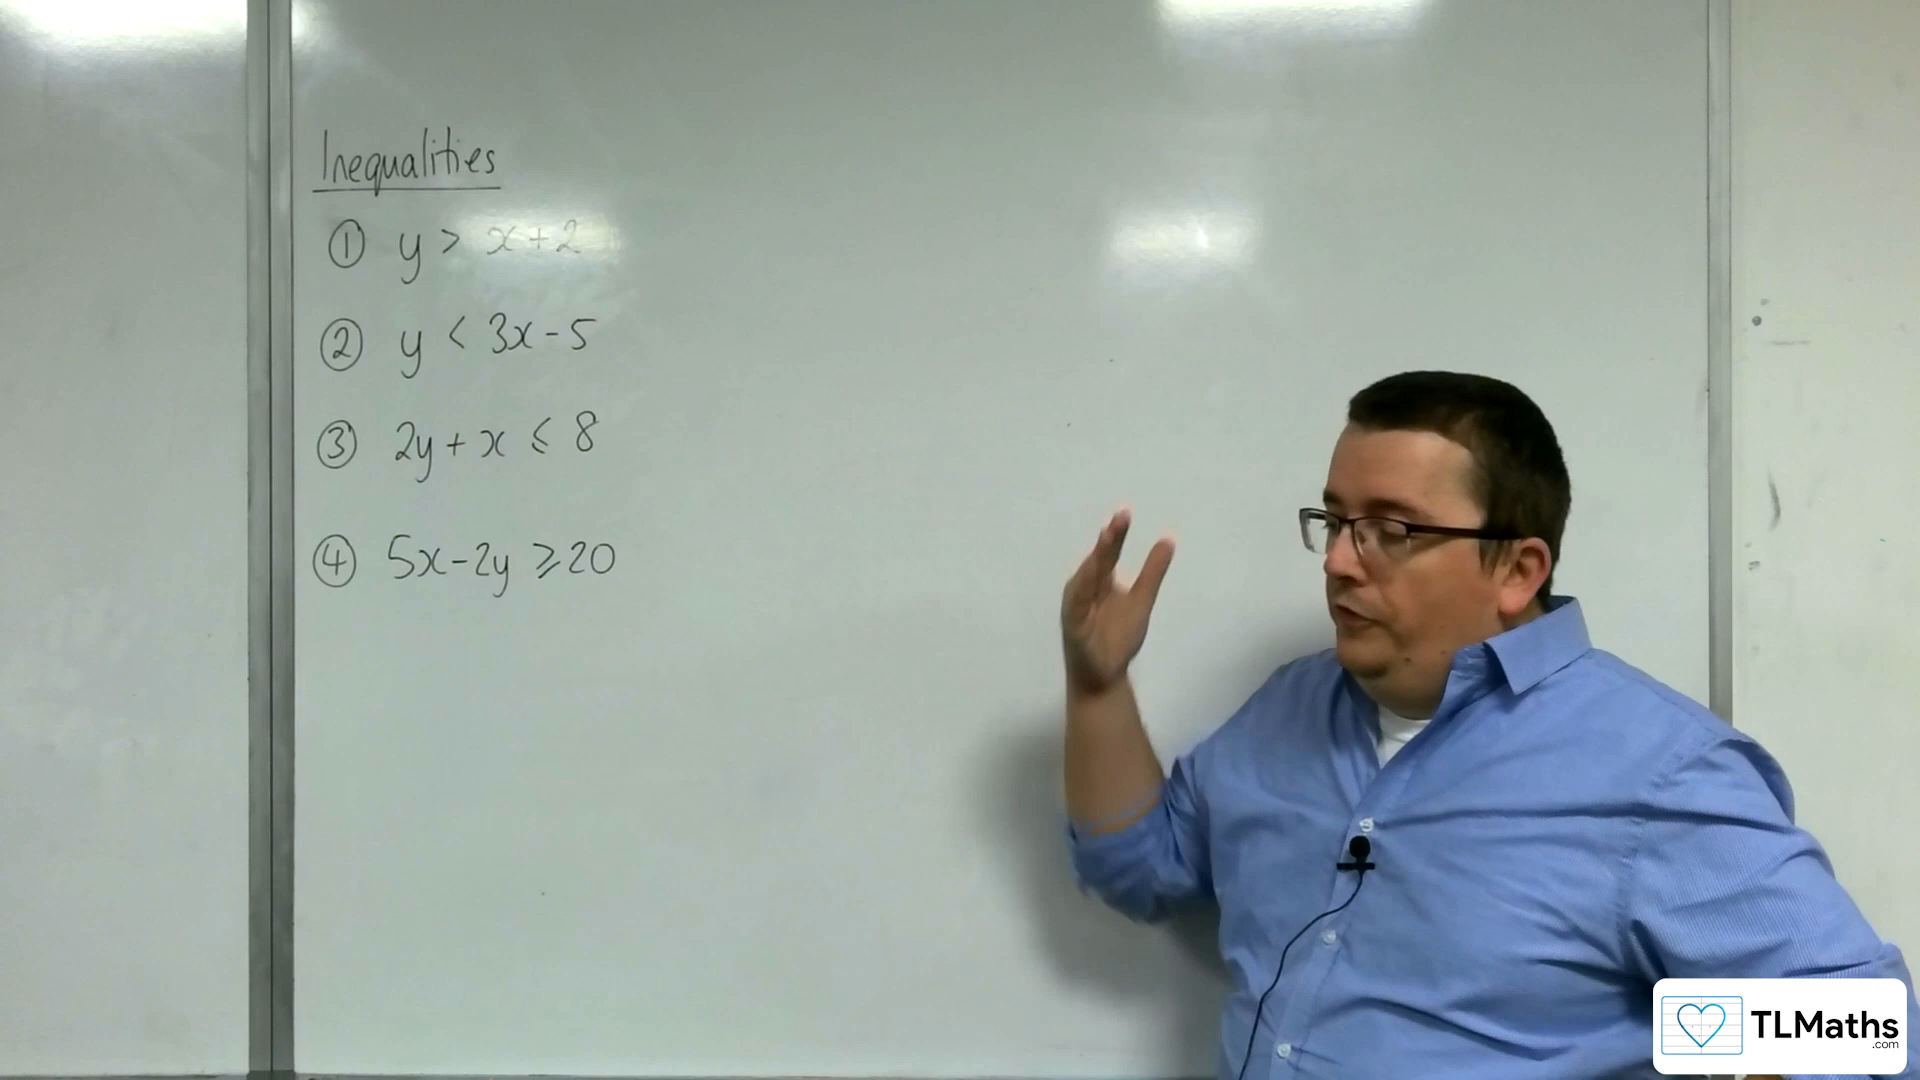 Inequalities
① y > x + 2
② y < 3x - 5
③ 2y + x ⩽ 8
④ 5x - 2y ⩾ 20
TLMaths
.com